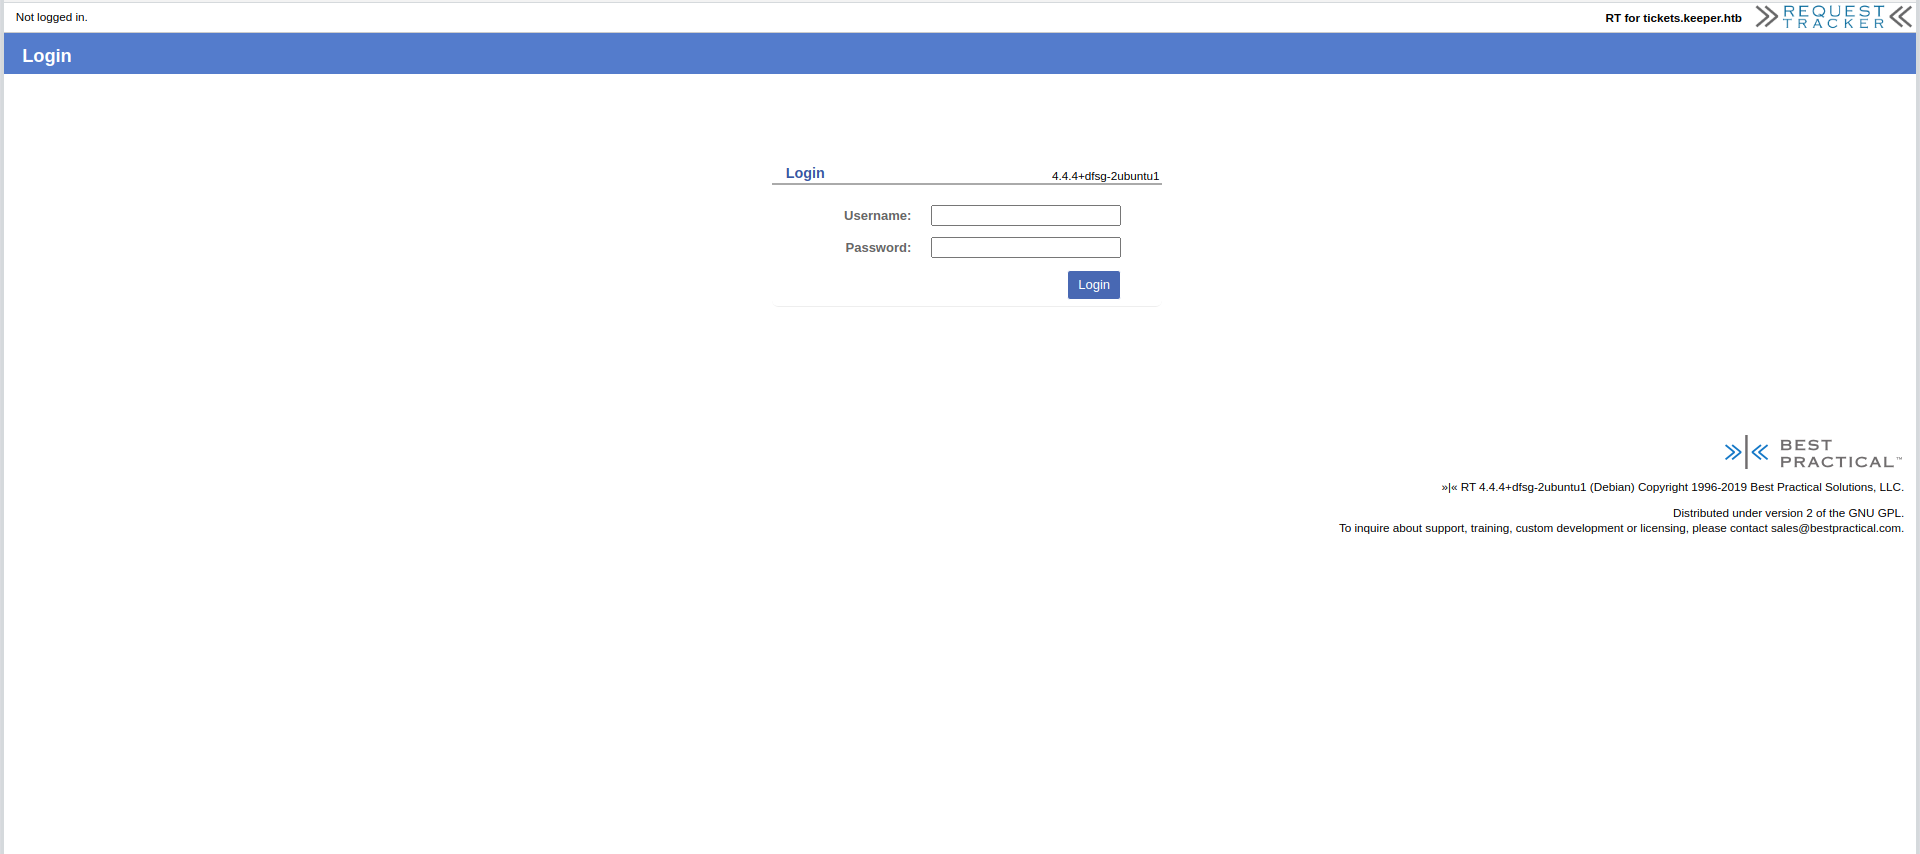 Not logged in.
RT for tickets.keeper.htb
REQUEST
TRACKER
Login
Login
4.4.4+dfsg-2ubuntu1
Username:
Password:
Login
BEST
PRACTICAL™
»|« RT 4.4.4+dfsg-2ubuntu1 (Debian) Copyright 1996-2019 Best Practical Solutions, LLC.
Distributed under version 2 of the GNU GPL.
To inquire about support, training, custom development or licensing, please contact sales@bestpractical.com.